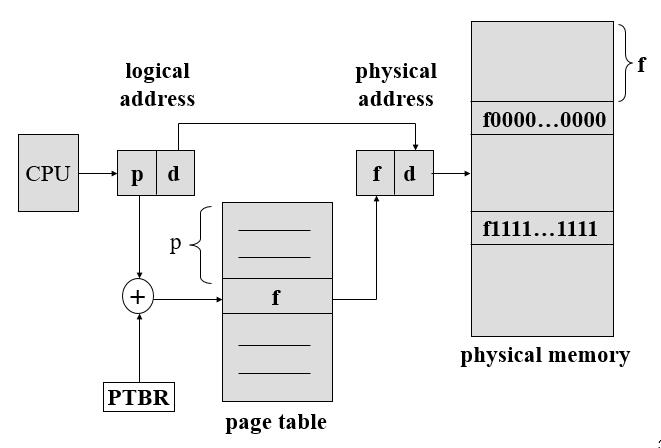 logical
address
physical
address
f
f0000…0000
CPU
p d
f d
f1111…1111
p
f
+
physical memory
PTBR
page table